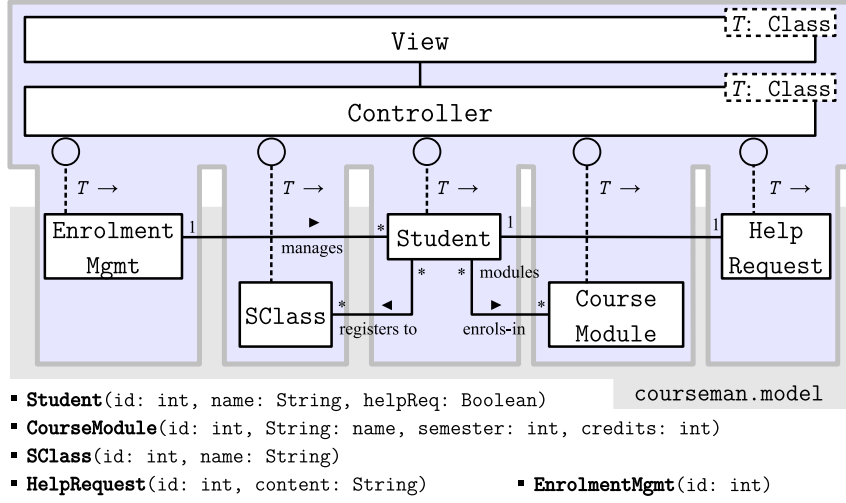 T: Class
View
T: Class
Controller
T → T → T → T → T →
Enrolment
Mgmt
1
manages
*
Student
1
modules
1
Help
Request
*
*
SClass
*
registers to
enrols-in
*
Course
Module
courseman.model
▪ Student(id: int, name: String, helpReq: Boolean)
▪ CourseModule(id: int, String: name, semester: int, credits: int)
▪ SClass(id: int, name: String)
▪ HelpRequest(id: int, content: String) ▪ EnrolmentMgmt(id: int)